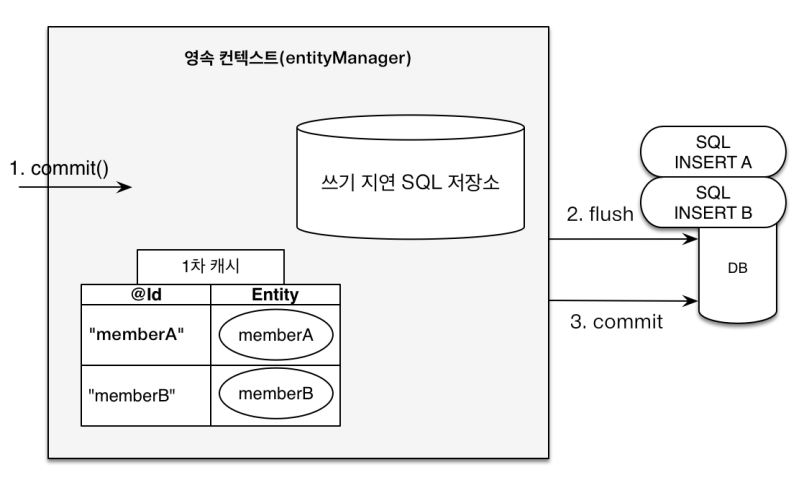 영속 컨텍스트(entityManager)
1. commit()
쓰기 지연 SQL 저장소
SQL
INSERT A
SQL
INSERT B
2. flush
DB
3. commit
1차 캐시
@Id Entity
"memberA" memberA
"memberB" memberB